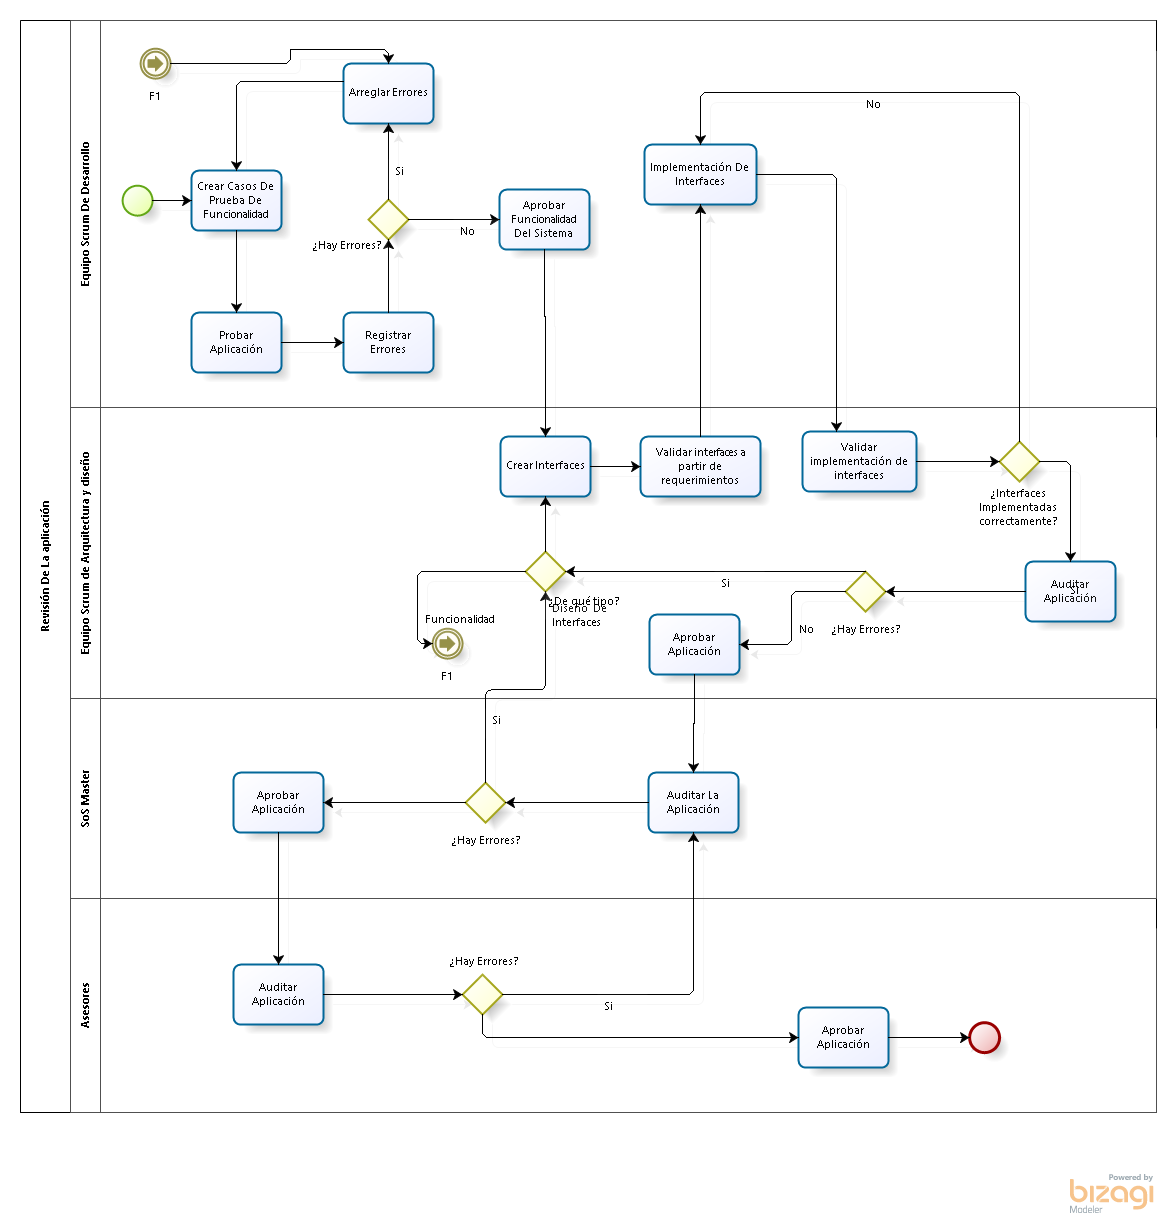 Revisión De La aplicación
Equipo Scrum De Desarrollo
F1
Arreglar Errores
Si
Crear Casos De
Prueba De
Funcionalidad
¿Hay Errores?
No
Aprobar
Funcionalidad
Del Sistema
Probar
Aplicación
Registrar
Errores
No
Implementación De
Interfaces
Equipo Scrum de Arquitectura y diseño
Crear Interfaces
Validar interfaces a
partir de
requerimientos
Validar
implementación de
interfaces
¿Interfaces
Implementadas
correctamente?
Auditar
Aplicación
Si
¿Hay Errores?
Si
No
¿De qué tipo?
Diseño De
Interfaces
Funcionalidad
F1
Aprobar
Aplicación
SoS Master
Si
Aprobar
Aplicación
¿Hay Errores?
Auditar La
Aplicación
Asesores
Auditar
Aplicación
¿Hay Errores?
Si
Aprobar
Aplicación
Powered by
bizagi
Modeler